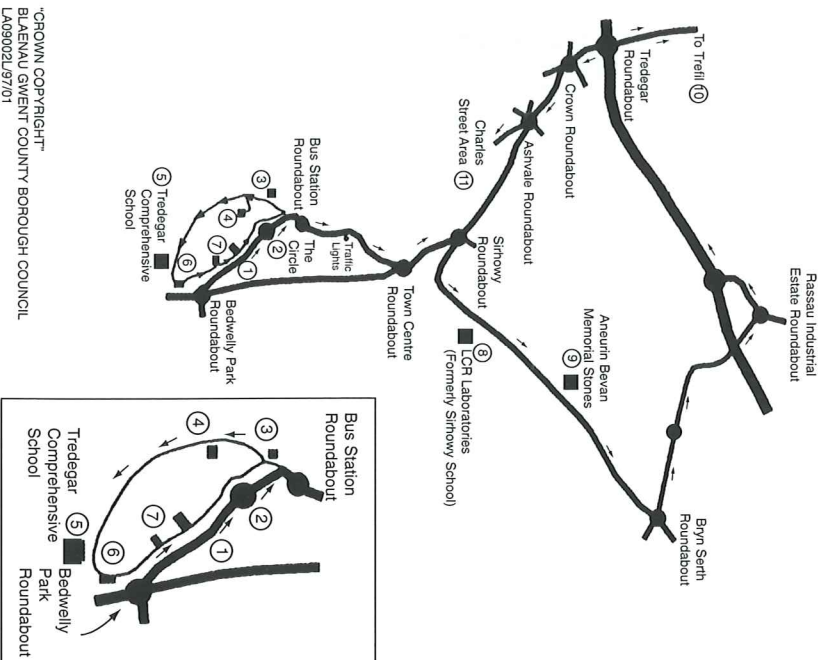 To Trefil 10
Tredegar
Roundabout
Crown Roundabout
Ashvale Roundabout
Charles
Street Area 11
Rassau Industrial
Estate Roundabout
Sirhowy
Roundabout
Aneurin Bevan
Memorial Stones
9
8
LCR Laboratories
(Formerly Sirhowy School)
Bryn Serth
Roundabout
Town Centre
Roundabout
Traffic
Lights
The
Circle
Bus Station
Roundabout
3
4
2
7
1
5 Tredegar
Comprehensive
School
6
Bedwelly Park
Roundabout
Bus Station
Roundabout
3
4
2
7
1
Tredegar
Comprehensive
School
5
6
Bedwelly
Park
Roundabout
"CROWN COPYRIGHT"
BLAENAU GWENT COUNTY BOROUGH COUNCIL
LA09002L/97/01